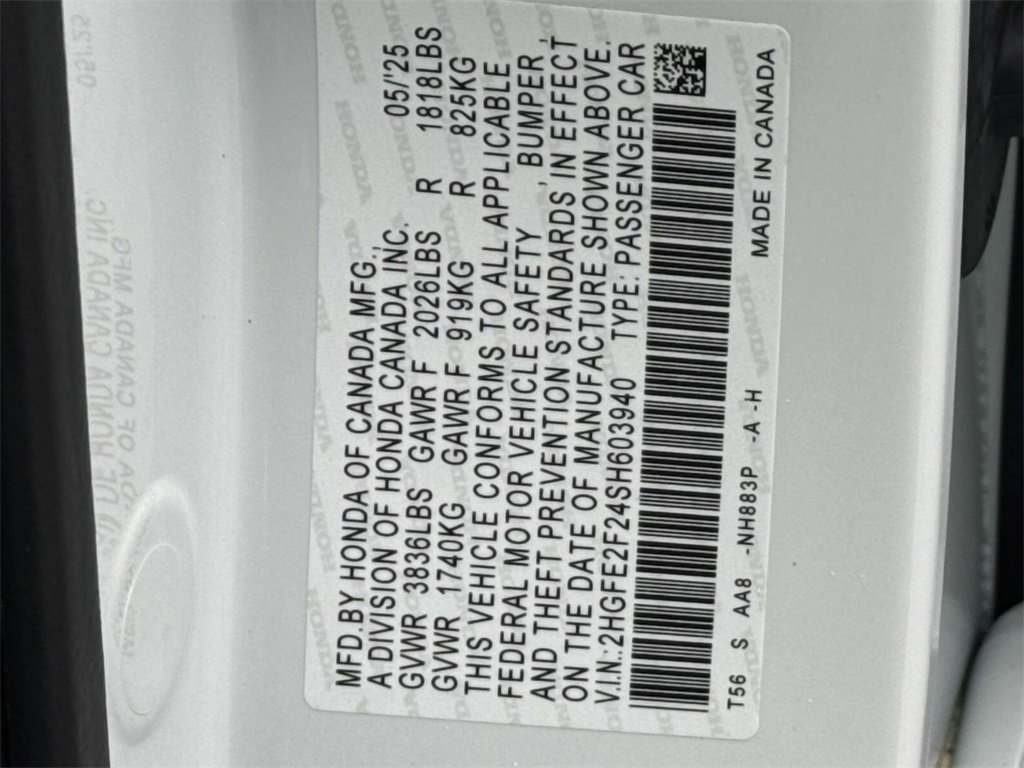 MFD. BY HONDA OF CANADA MFG.,
A DIVISION OF HONDA CANADA INC. 05/'25
GVWR 3836LBS GAWR F 2026LBS R 1818LBS
GVWR 1740KG GAWR F 919KG R 825KG
THIS VEHICLE CONFORMS TO ALL APPLICABLE
FEDERAL MOTOR VEHICLE SAFETY, BUMPER,
AND THEFT PREVENTION STANDARDS IN EFFECT
ON THE DATE OF MANUFACTURE SHOWN ABOVE.
V.I.N.:2HGFE2F24SH603940 TYPE: PASSENGER CAR
T56 S AA8 -NH883P -A -H
MADE IN CANADA